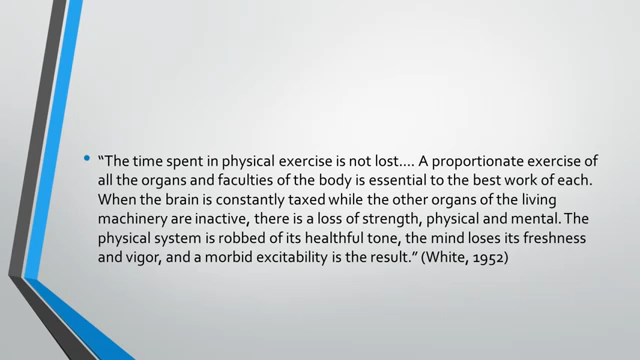 • “The time spent in physical exercise is not lost…. A proportionate exercise of
all the organs and faculties of the body is essential to the best work of each.
When the brain is constantly taxed while the other organs of the living
machinery are inactive, there is a loss of strength, physical and mental. The
physical system is robbed of its healthful tone, the mind loses its freshness
and vigor, and a morbid excitability is the result.” (White, 1952)